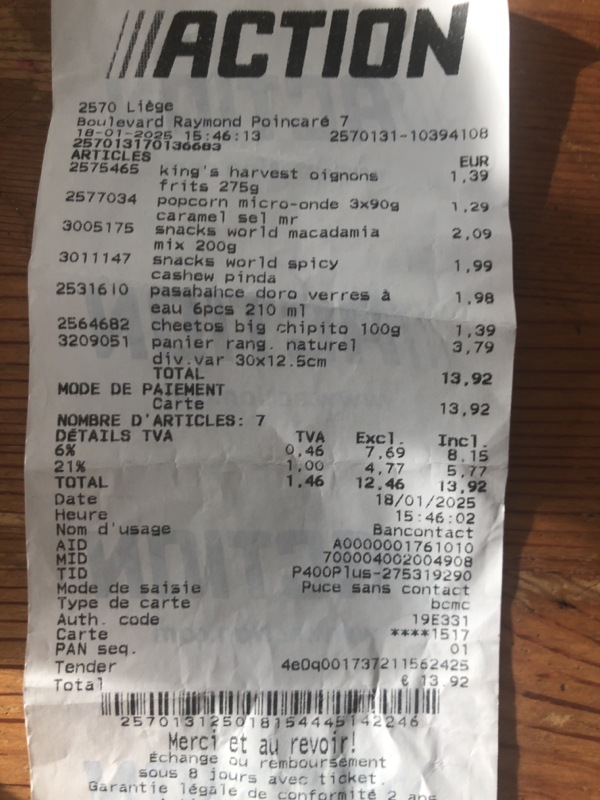 ACTION
2570 Liège
Boulevard Raymond Poincaré 7
18-01-2025 15:46:13 2570131-10394108
257013170136683
ARTICLES EUR
2575465 king's harvest oignons 1,39
frits 275g
2577034 popcorn micro-onde 3x90g 1,29
caramel sel mr
3005175 snacks world macadamia 2,09
mix 200g
3011147 snacks world spicy 1,99
cashew pinda
2531610 pasabahce doro verres à 1,98
eau 6pcs 210 ml
2564682 cheetos big chipito 100g 1,39
3209051 panier rang. naturel 3,79
div.var 30x12.5cm
TOTAL 13,92
MODE DE PAIEMENT
Carte 13,92
NOMBRE D'ARTICLES: 7
DÉTAILS TVA TVA Excl. Incl.
6% 0,46 7,69 8,15
21% 1,00 4,77 5,77
TOTAL 1,46 12,46 13,92
Date 18/01/2025
Heure 15:46:02
Nom d'usage Bancontact
AID A0000001761010
MID 700004002004908
TID P400Plus-275319290
Mode de saisie Puce sans contact
Type de carte bcmc
Auth. code 19E331
Carte ****1517
PAN seq. 01
Tender 4eDq001737211562425
Total € 13,92
257013125018154445142246
Merci et au revoir!
Échange ou remboursement
sous 8 jours avec ticket.
Garantie légale de conformité 2 ans